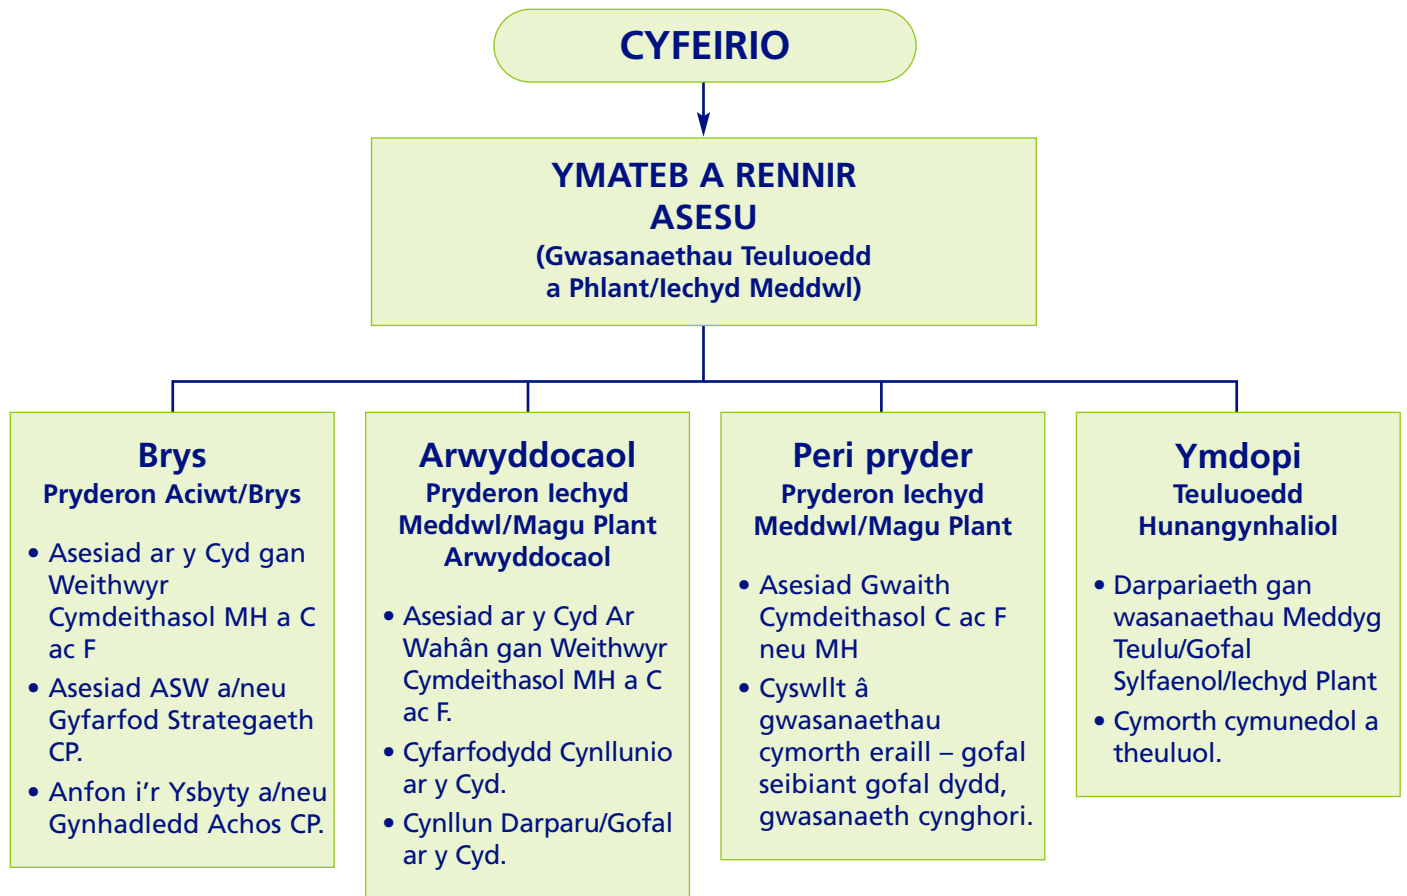 CYFEIRIO
YMATEB A RENNIR
ASESU
(Gwasanaethau Teuluoedd
a Phlant/Iechyd Meddwl)
Brys
Pryderon Aciwt/Brys
• Asesiad ar y Cyd gan
Weithwyr
Cymdeithasol MH a C
ac F
• Asesiad ASW a/neu
Gyfarfod Strategaeth
CP.
• Anfon i’r Ysbyty a/neu
Gynhadledd Achos CP.
Arwyddocaol
Pryderon Iechyd
Meddwl/Magu Plant
Arwyddocaol
• Asesiad ar y Cyd Ar
Wahân gan Weithwyr
Cymdeithasol MH a C
ac F.
• Cyfarfodydd Cynllunio
ar y Cyd.
• Cynllun Darparu/Gofal
ar y Cyd.
Peri pryder
Pryderon Iechyd
Meddwl/Magu Plant
• Asesiad Gwaith
Cymdeithasol C ac F
neu MH
• Cyswllt â
gwasanaethau
cymorth eraill – gofal
seibiant gofal dydd,
gwasanaeth cynghori.
Ymdopi
Teuluoedd
Hunangynhaliol
• Darpariaeth gan
wasanaethau Meddyg
Teulu/Gofal
Sylfaenol/Iechyd Plant
• Cymorth cymunedol a
theuluol.